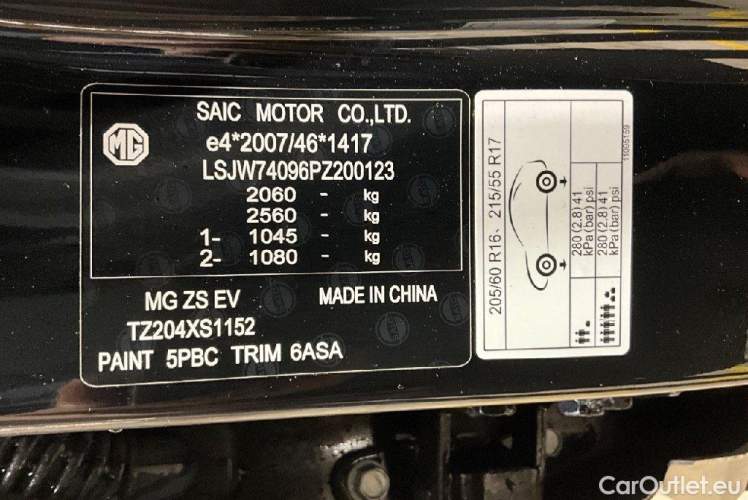 MG
SAIC MOTOR CO.,LTD.
e4*2007/46*1417
LSJW74096PZ200123
2060 - kg
2560 - kg
1- 1045 - kg
2- 1080 - kg
MG ZS EV
MADE IN CHINA
TZ204XS1152
PAINT 5PBC TRIM 6ASA
205/60 R16、 215/55 R17
280 (2.8) 41
kPa (bar) psi
280 (2.8) 41
kPa (bar) psi
11005159
CarOutlet.eu